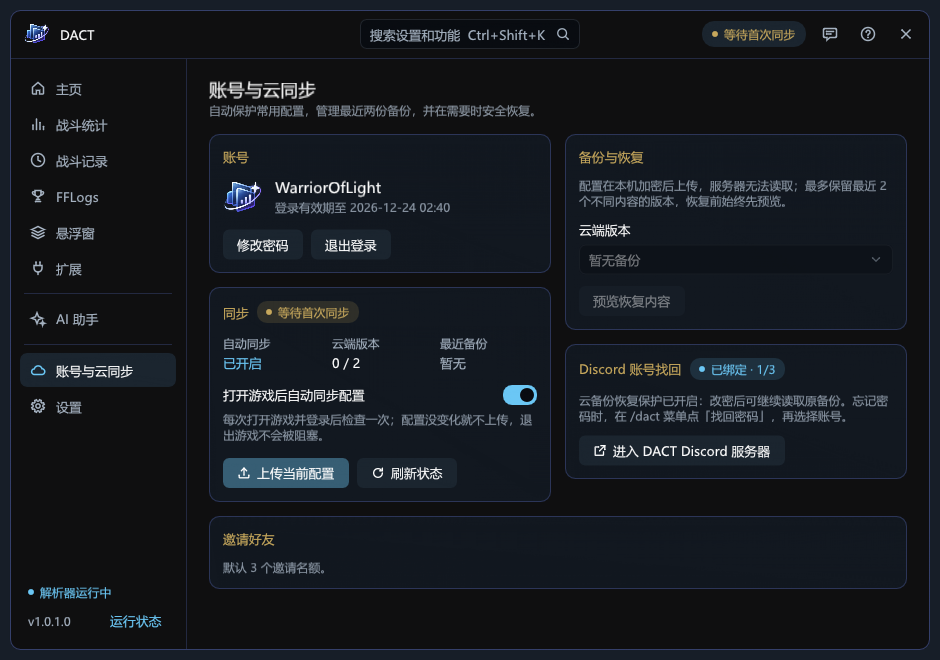 DACT
搜索设置和功能 Ctrl+Shift+K
等待首次同步
主页
战斗统计
战斗记录
FFLogs
悬浮窗
扩展
AI 助手
账号与云同步
设置
解析器运行中
v1.0.1.0 运行状态
账号与云同步
自动保护常用配置，管理最近两份备份，并在需要时安全恢复。
账号
WarriorOfLight
登录有效期至 2026-12-24 02:40
修改密码 退出登录
同步 等待首次同步
自动同步 云端版本 最近备份
已开启 0 / 2 暂无
打开游戏后自动同步配置
每次打开游戏并登录后检查一次；配置没变化就不上传，退
出游戏不会被阻塞。
上传当前配置 刷新状态
备份与恢复
配置在本机加密后上传，服务器无法读取；最多保留最近 2
个不同内容的版本，恢复前始终先预览。
云端版本
暂无备份
预览恢复内容
Discord 账号找回 已绑定 · 1/3
云备份恢复保护已开启：改密后可继续读取原备份。忘记密
码时，在 /dact 菜单点「找回密码」，再选择账号。
进入 DACT Discord 服务器
邀请好友
默认 3 个邀请名额。